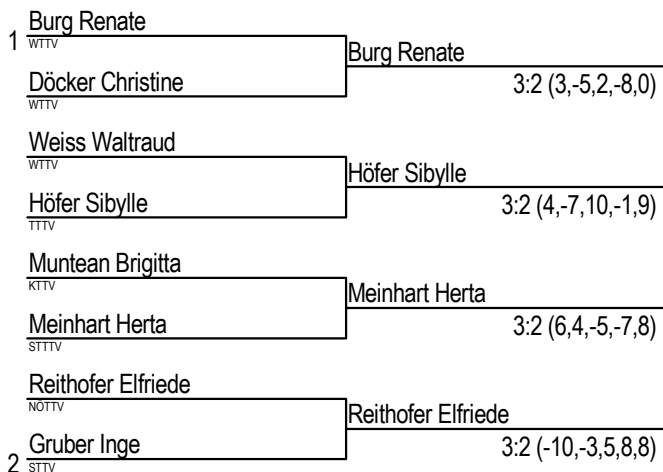 Burg Renate
1
WTTV
Burg Renate
Döcker Christine
3:2 (3,-5,2,-8,0)
WTTV
Weiss Waltraud
WTTV
Höfer Sibylle
Höfer Sibylle
3:2 (4,-7,10,-1,9)
TTTV
Muntean Brigitta
KTTV
Meinhart Herta
Meinhart Herta
3:2 (6,4,-5,-7,8)
STTTV
Reithofer Elfriede
NÖTTV
Reithofer Elfriede
Gruber Inge
3:2 (-10,-3,5,8,8)
2
STTV